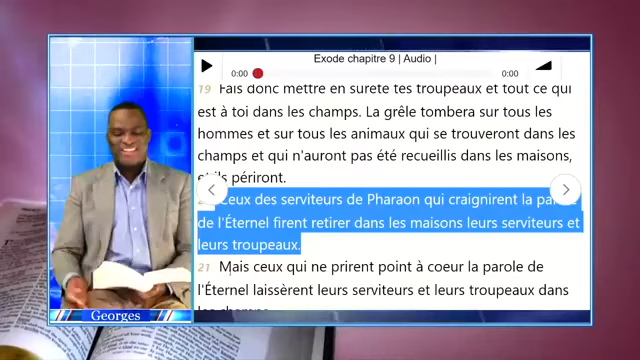 Exode chapitre 9 | Audio |
0:00
0:00
19 Fais donc mettre en sûreté tes troupeaux et tout ce qui
est à toi dans les champs. La grêle tombera sur tous les
hommes et sur tous les animaux qui se trouveront dans les
champs et qui n'auront pas été recueillis dans les maisons,
et ils périront.
Ceux des serviteurs de Pharaon qui craignirent la
de l'Éternel firent retirer dans les maisons leurs serviteurs et
leurs troupeaux.
21 Mais ceux qui ne prirent point à coeur la parole de
l'Éternel laissèrent leurs serviteurs et leurs troupeaux dans
Georges